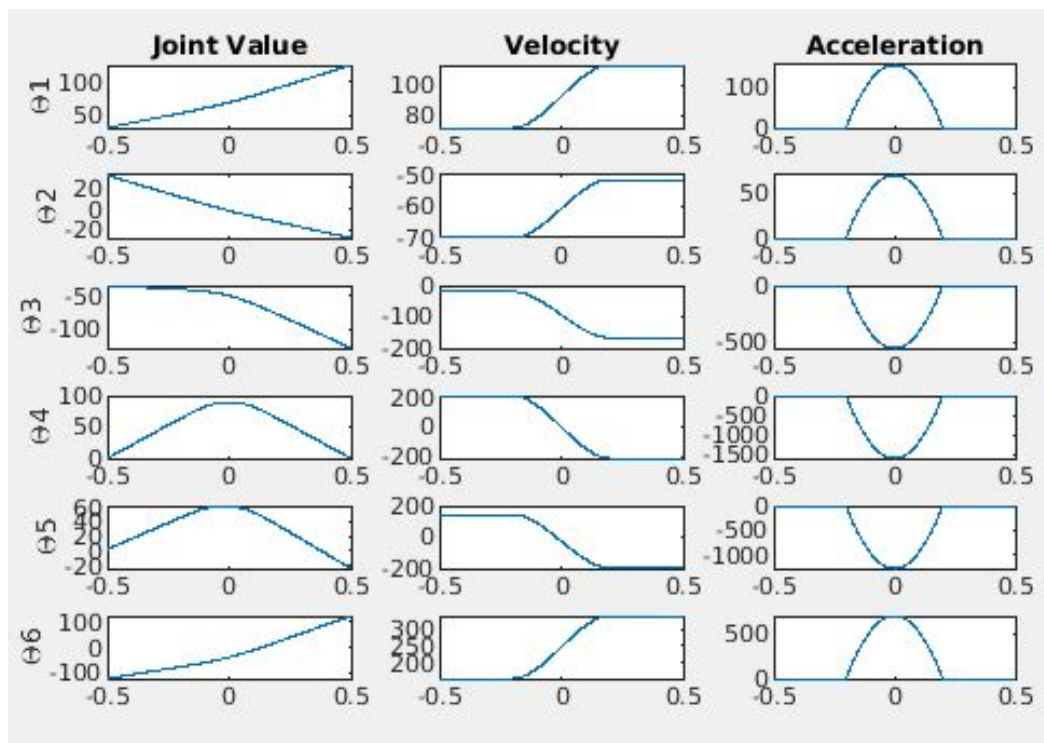 Joint Value Velocity Acceleration
Θ1 100 50 100 80 100 0
-0.5 0 0.5 -0.5 0 0.5 -0.5 0 0.5
Θ2 20 0 -20 -50 -60 -70 50 0
-0.5 0 0.5 -0.5 0 0.5 -0.5 0 0.5
Θ3 -50 -100 0 -100 -200 0 -500
-0.5 0 0.5 -0.5 0 0.5 -0.5 0 0.5
Θ4 100 50 0 200 0 -200 0 -500 -1000 -1500
-0.5 0 0.5 -0.5 0 0.5 -0.5 0 0.5
Θ5 60 40 20 0 -20 200 0 -200 0 -500 -1000
-0.5 0 0.5 -0.5 0 0.5 -0.5 0 0.5
Θ6 100 0 -100 300 250 200 500 0
-0.5 0 0.5 -0.5 0 0.5 -0.5 0 0.5